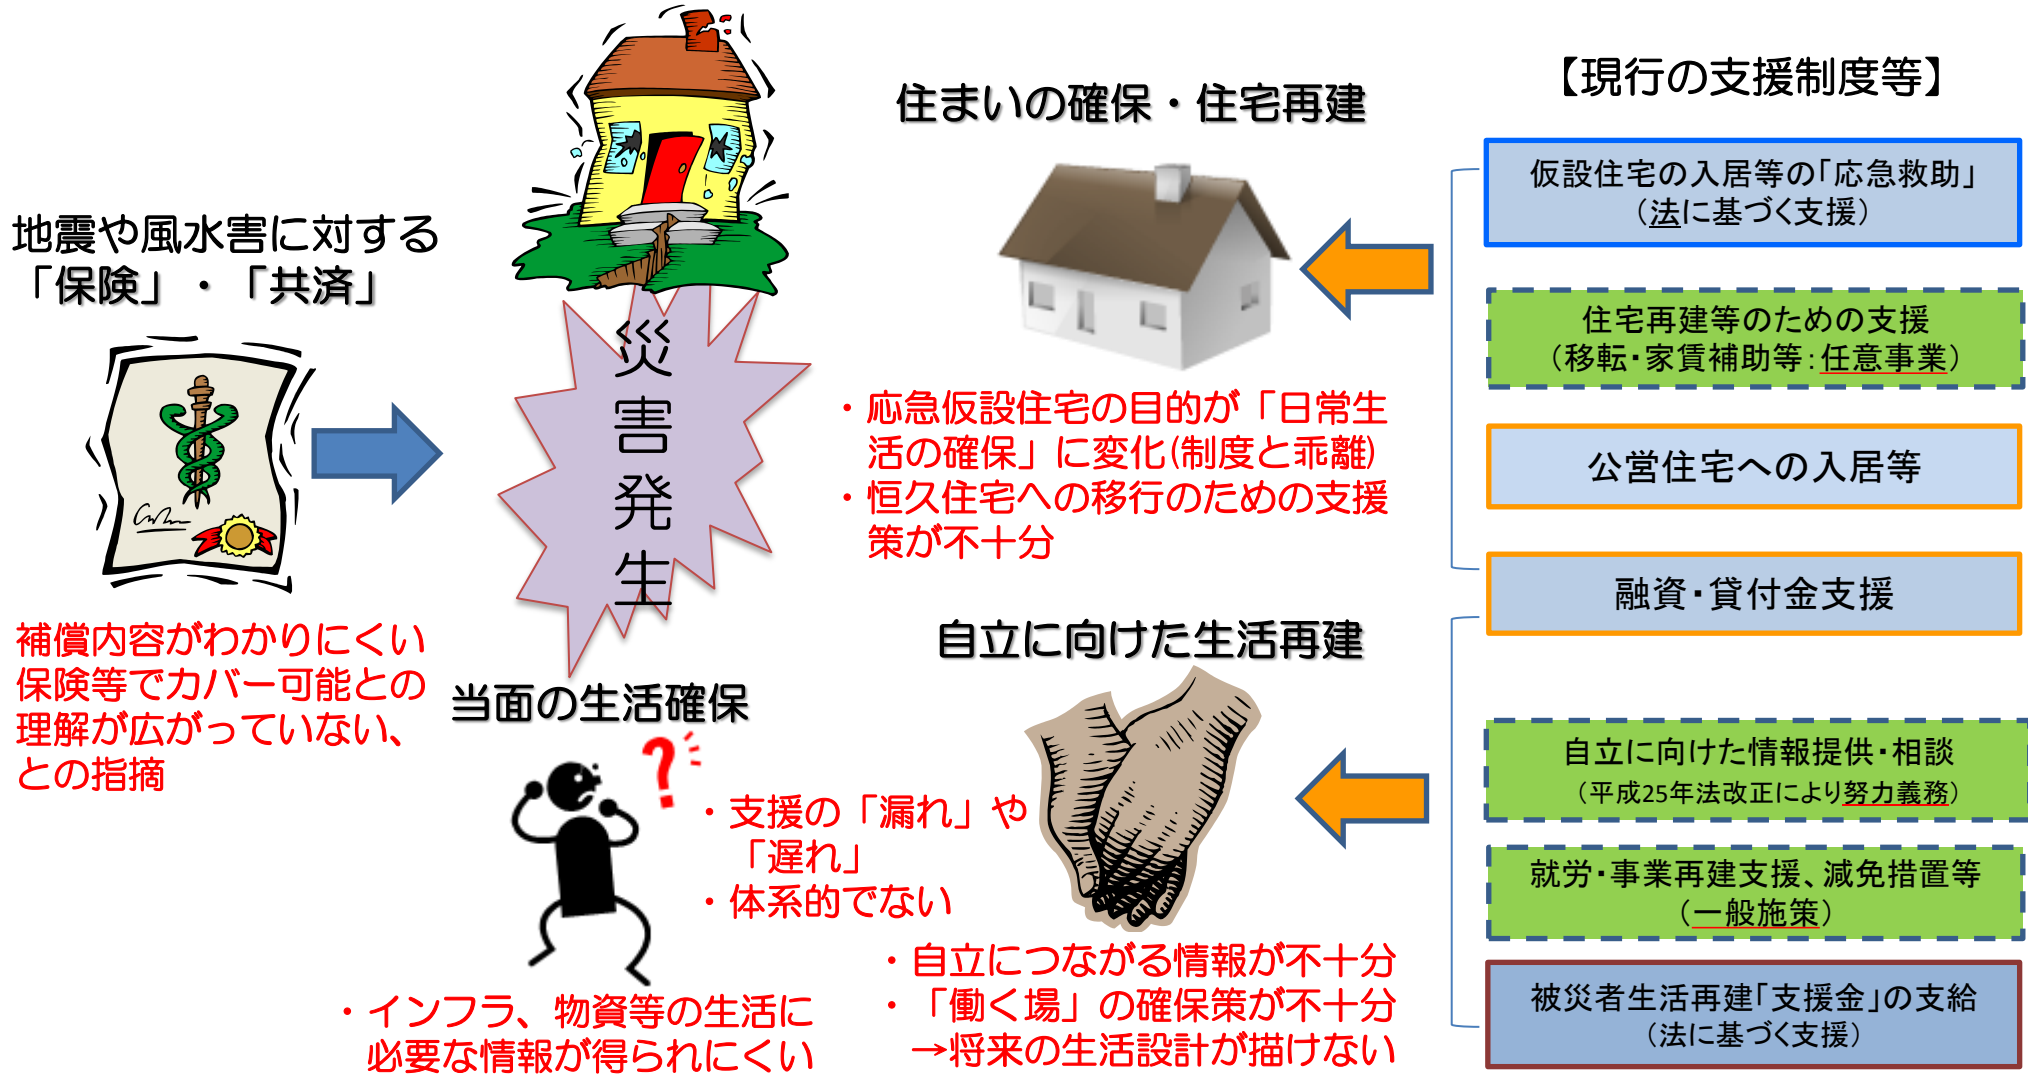 地震や風水害に対する
「保険」・「共済」
補償内容がわかりにくい
保険等でカバー可能との
理解が広がっていない、
との指摘
災
害
発
生
当面の生活確保
・支援の「漏れ」や
「遅れ」
・体系的でない
・インフラ、物資等の生活に
必要な情報が得られにくい
住まいの確保・住宅再建
・応急仮設住宅の目的が「日常生
活の確保」に変化(制度と乖離)
・恒久住宅への移行のための支援
策が不十分
自立に向けた生活再建
・自立につながる情報が不十分
・「働く場」の確保策が不十分
→将来の生活設計が描けない
【現行の支援制度等】
仮設住宅の入居等の「応急救助」
（法に基づく支援）
住宅再建等のための支援
（移転・家賃補助等：任意事業）
公営住宅への入居等
融資・貸付金支援
自立に向けた情報提供・相談
（平成25年法改正により努力義務）
就労・事業再建支援、減免措置等
（一般施策）
被災者生活再建「支援金」の支給
（法に基づく支援）